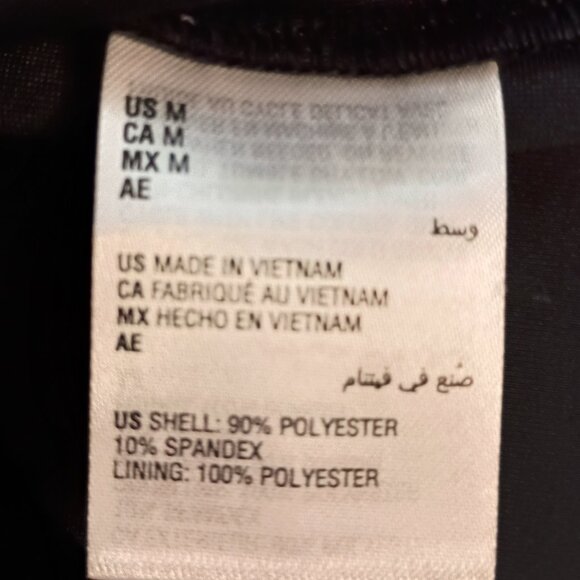 US M
CA M
MX M
AE
وسط
US MADE IN VIETNAM
CA FABRIQUÉ AU VIETNAM
MX HECHO EN VIETNAM
AE
صُنع في فيتنام
US SHELL: 90% POLYESTER
10% SPANDEX
LINING: 100% POLYESTER